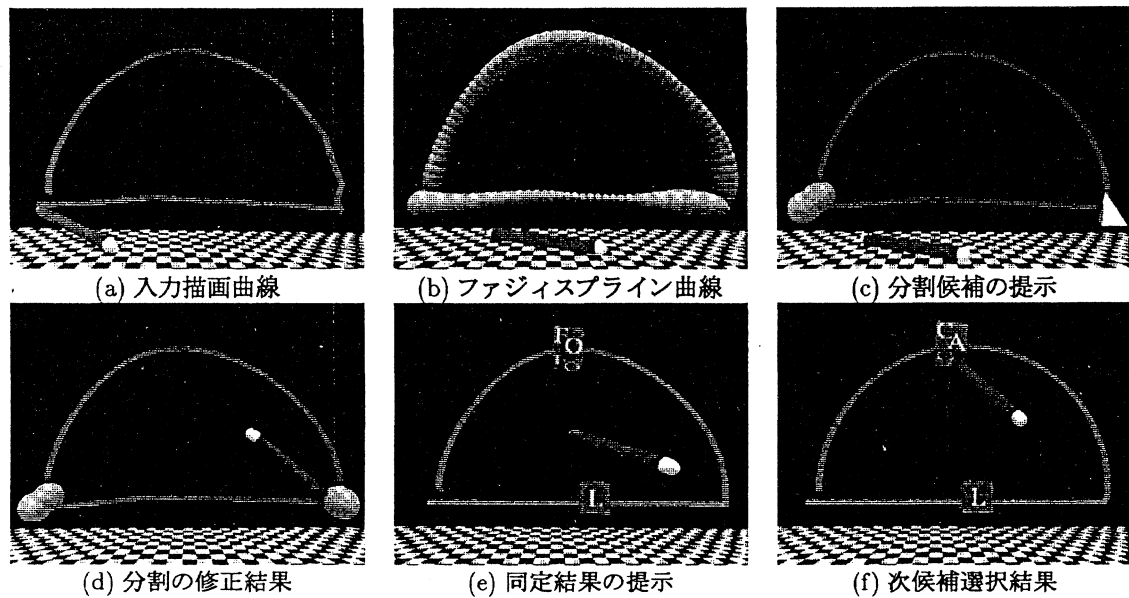 (a) 入力描画曲線
(b) ファジィスプライン曲線
(c) 分割候補の提示
O
L
A
L
(d) 分割の修正結果
(e) 同定結果の提示
(f) 次候補選択結果